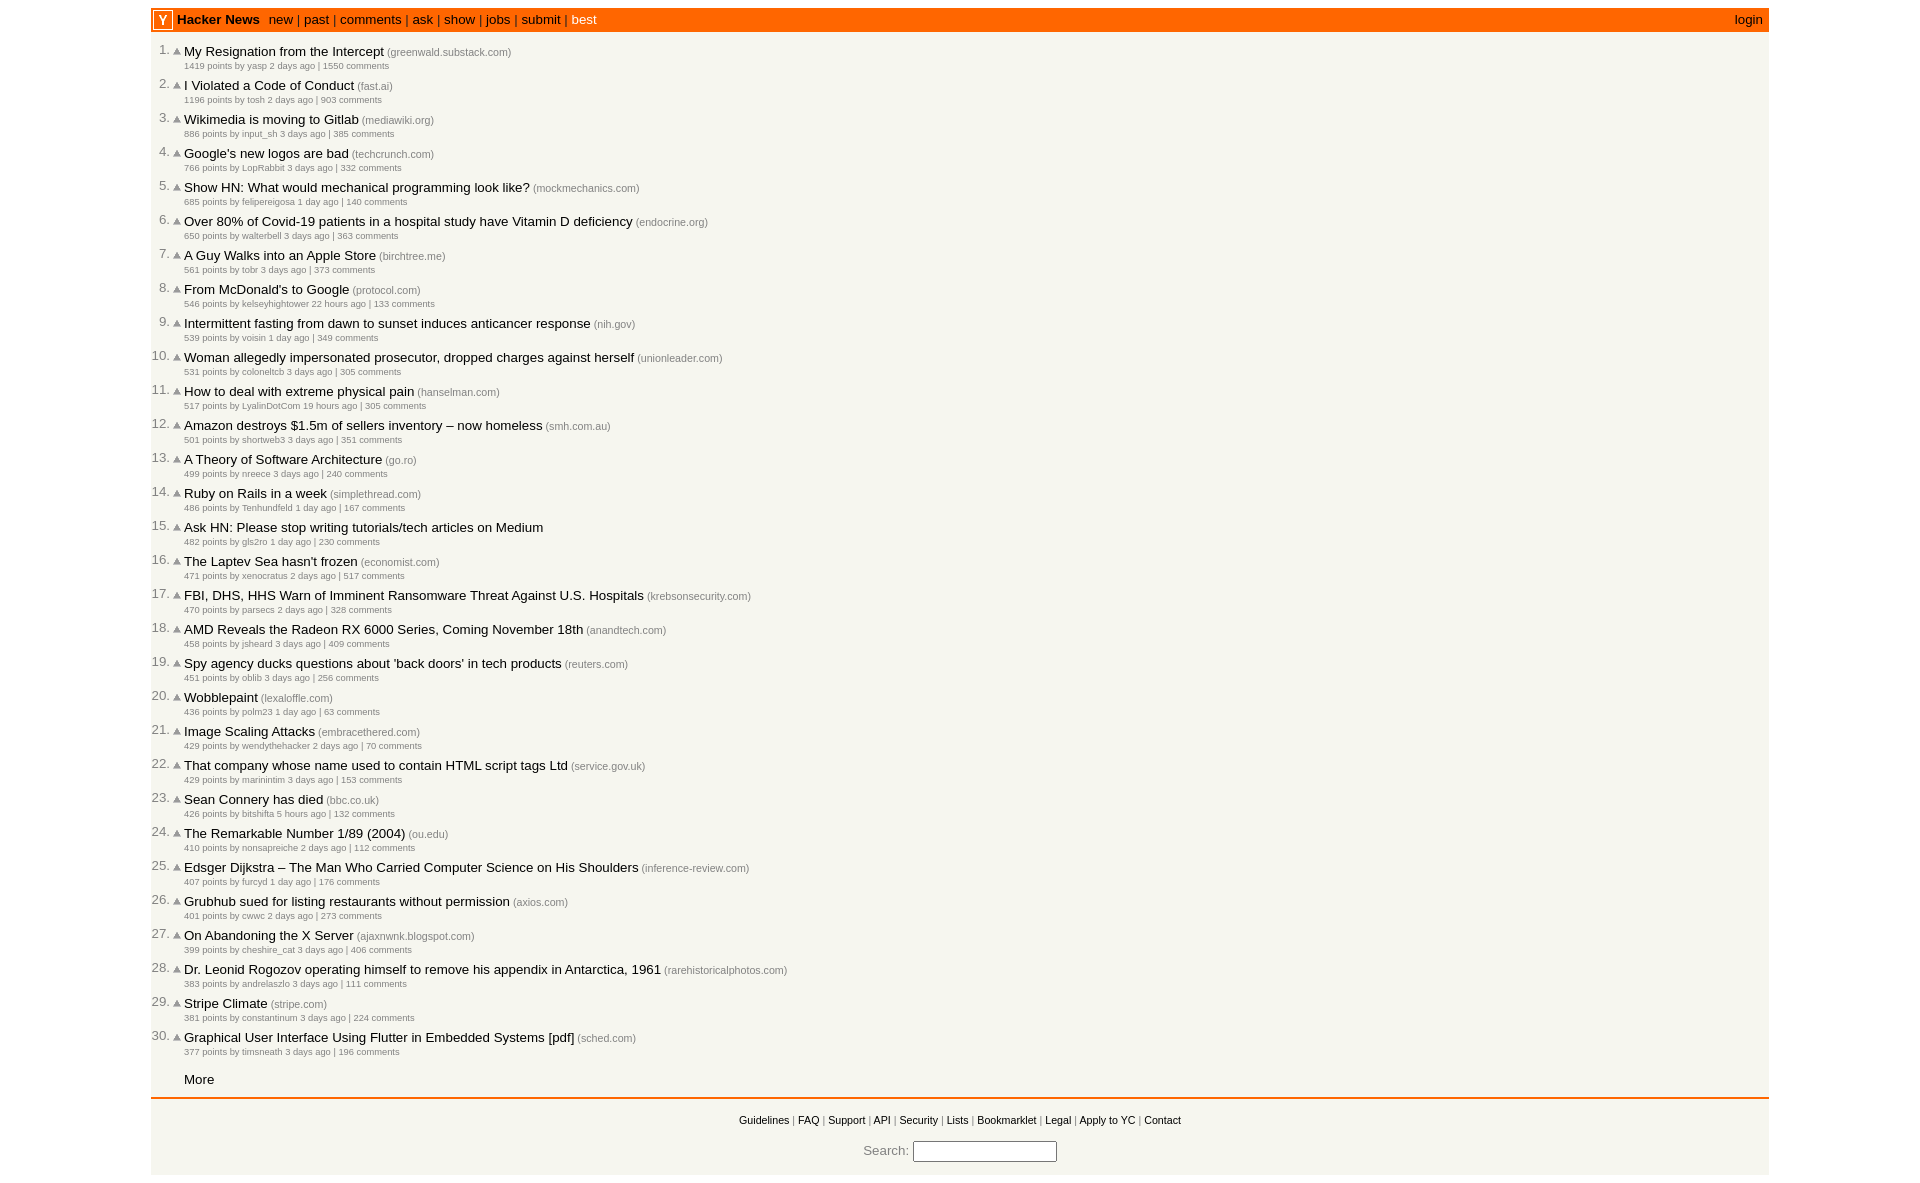 Y Hacker News new | past | comments | ask | show | jobs | submit | best login
1. My Resignation from the Intercept (greenwald.substack.com)
1419 points by yasp 2 days ago | 1550 comments
2. I Violated a Code of Conduct (fast.ai)
1196 points by tosh 2 days ago | 903 comments
3. Wikimedia is moving to Gitlab (mediawiki.org)
886 points by input_sh 3 days ago | 385 comments
4. Google's new logos are bad (techcrunch.com)
766 points by LopRabbit 3 days ago | 332 comments
5. Show HN: What would mechanical programming look like? (mockmechanics.com)
685 points by felipereigosa 1 day ago | 140 comments
6. Over 80% of Covid-19 patients in a hospital study have Vitamin D deficiency (endocrine.org)
650 points by walterbell 3 days ago | 363 comments
7. A Guy Walks into an Apple Store (birchtree.me)
561 points by tobr 3 days ago | 373 comments
8. From McDonald's to Google (protocol.com)
546 points by kelseyhightower 22 hours ago | 133 comments
9. Intermittent fasting from dawn to sunset induces anticancer response (nih.gov)
539 points by voisin 1 day ago | 349 comments
10. Woman allegedly impersonated prosecutor, dropped charges against herself (unionleader.com)
531 points by coloneltcb 3 days ago | 305 comments
11. How to deal with extreme physical pain (hanselman.com)
517 points by LyalinDotCom 19 hours ago | 305 comments
12. Amazon destroys $1.5m of sellers inventory – now homeless (smh.com.au)
501 points by shortweb3 3 days ago | 351 comments
13. A Theory of Software Architecture (go.ro)
499 points by nreece 3 days ago | 240 comments
14. Ruby on Rails in a week (simplethread.com)
486 points by Tenhundfeld 1 day ago | 167 comments
15. Ask HN: Please stop writing tutorials/tech articles on Medium
482 points by gls2ro 1 day ago | 230 comments
16. The Laptev Sea hasn't frozen (economist.com)
471 points by xenocratus 2 days ago | 517 comments
17. FBI, DHS, HHS Warn of Imminent Ransomware Threat Against U.S. Hospitals (krebsonsecurity.com)
470 points by parsecs 2 days ago | 328 comments
18. AMD Reveals the Radeon RX 6000 Series, Coming November 18th (anandtech.com)
458 points by jsheard 3 days ago | 409 comments
19. Spy agency ducks questions about 'back doors' in tech products (reuters.com)
451 points by oblib 3 days ago | 256 comments
20. Wobblepaint (lexaloffle.com)
436 points by polm23 1 day ago | 63 comments
21. Image Scaling Attacks (embracethered.com)
429 points by wendythehacker 2 days ago | 70 comments
22. That company whose name used to contain HTML script tags Ltd (service.gov.uk)
429 points by marinintim 3 days ago | 153 comments
23. Sean Connery has died (bbc.co.uk)
426 points by bitshifta 5 hours ago | 132 comments
24. The Remarkable Number 1/89 (2004) (ou.edu)
410 points by nonsapreiche 2 days ago | 112 comments
25. Edsger Dijkstra – The Man Who Carried Computer Science on His Shoulders (inference-review.com)
407 points by furcyd 1 day ago | 176 comments
26. Grubhub sued for listing restaurants without permission (axios.com)
401 points by cwwc 2 days ago | 273 comments
27. On Abandoning the X Server (ajaxnwnk.blogspot.com)
399 points by cheshire_cat 3 days ago | 406 comments
28. Dr. Leonid Rogozov operating himself to remove his appendix in Antarctica, 1961 (rarehistoricalphotos.com)
383 points by andrelaszlo 3 days ago | 111 comments
29. Stripe Climate (stripe.com)
381 points by constantinum 3 days ago | 224 comments
30. Graphical User Interface Using Flutter in Embedded Systems [pdf] (sched.com)
377 points by timsneath 3 days ago | 196 comments
More
Guidelines | FAQ | Support | API | Security | Lists | Bookmarklet | Legal | Apply to YC | Contact
Search: